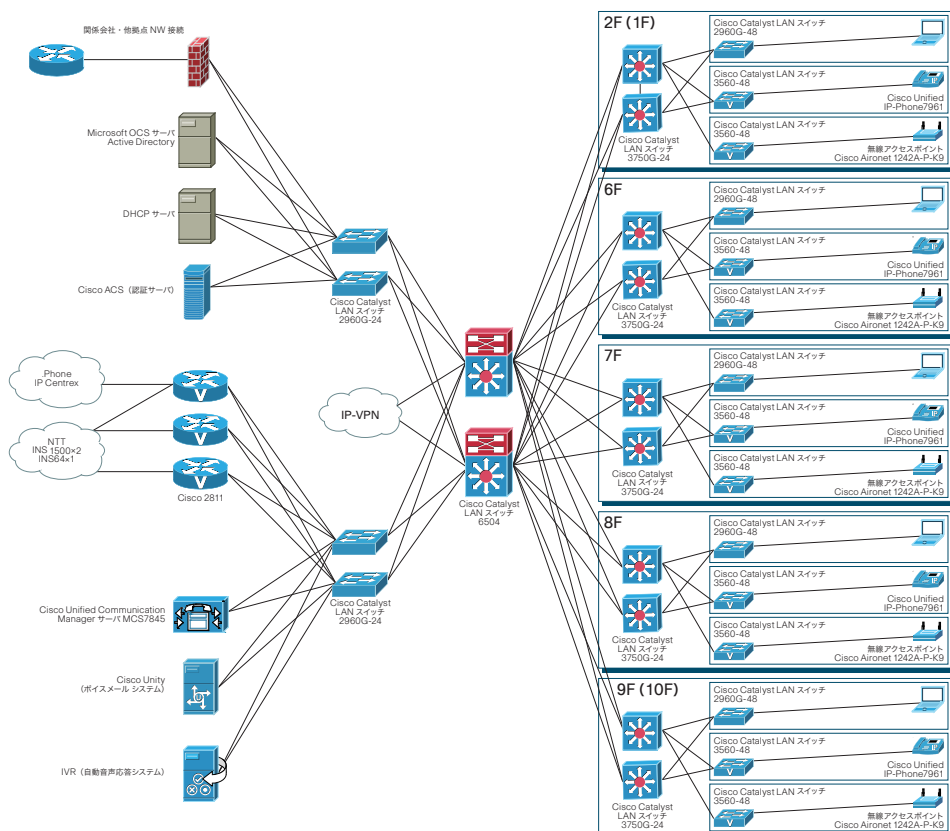 関係会社・他拠点 NW 接続
Microsoft OCS サーバ
Active Directory
DHCP サーバ
Cisco ACS（認証サーバ）
Cisco Catalyst
LAN スイッチ
2960G-24
Phone
IP Centrex
NTT
INS 1500×2
INS64×1
Cisco 2811
IP-VPN
Cisco Catalyst
LAN スイッチ
6504
Cisco Unified Communication
Manager サーバ MCS7845
Cisco Catalyst
LAN スイッチ
2960G-24
Cisco Unity
（ボイスメール システム）
IVR（自動音声応答システム）
2F (1F)
Cisco Catalyst
LAN スイッチ
3750G-24
Cisco Catalyst LAN スイッチ
2960G-48
Cisco Catalyst LAN スイッチ
3560-48
Cisco Unified
IP-Phone7961
Cisco Catalyst LAN スイッチ
3560-48
無線アクセスポイント
Cisco Aironet 1242A-P-K9
6F
Cisco Catalyst
LAN スイッチ
3750G-24
Cisco Catalyst LAN スイッチ
2960G-48
Cisco Catalyst LAN スイッチ
3560-48
Cisco Unified
IP-Phone7961
Cisco Catalyst LAN スイッチ
3560-48
無線アクセスポイント
Cisco Aironet 1242A-P-K9
7F
Cisco Catalyst
LAN スイッチ
3750G-24
Cisco Catalyst LAN スイッチ
2960G-48
Cisco Catalyst LAN スイッチ
3560-48
Cisco Unified
IP-Phone7961
Cisco Catalyst LAN スイッチ
3560-48
無線アクセスポイント
Cisco Aironet 1242A-P-K9
8F
Cisco Catalyst
LAN スイッチ
3750G-24
Cisco Catalyst LAN スイッチ
2960G-48
Cisco Catalyst LAN スイッチ
3560-48
Cisco Unified
IP-Phone7961
Cisco Catalyst LAN スイッチ
3560-48
無線アクセスポイント
Cisco Aironet 1242A-P-K9
9F (10F)
Cisco Catalyst
LAN スイッチ
3750G-24
Cisco Catalyst LAN スイッチ
2960G-48
Cisco Catalyst LAN スイッチ
3560-48
Cisco Unified
IP-Phone7961
Cisco Catalyst LAN スイッチ
3560-48
無線アクセスポイント
Cisco Aironet 1242A-P-K9